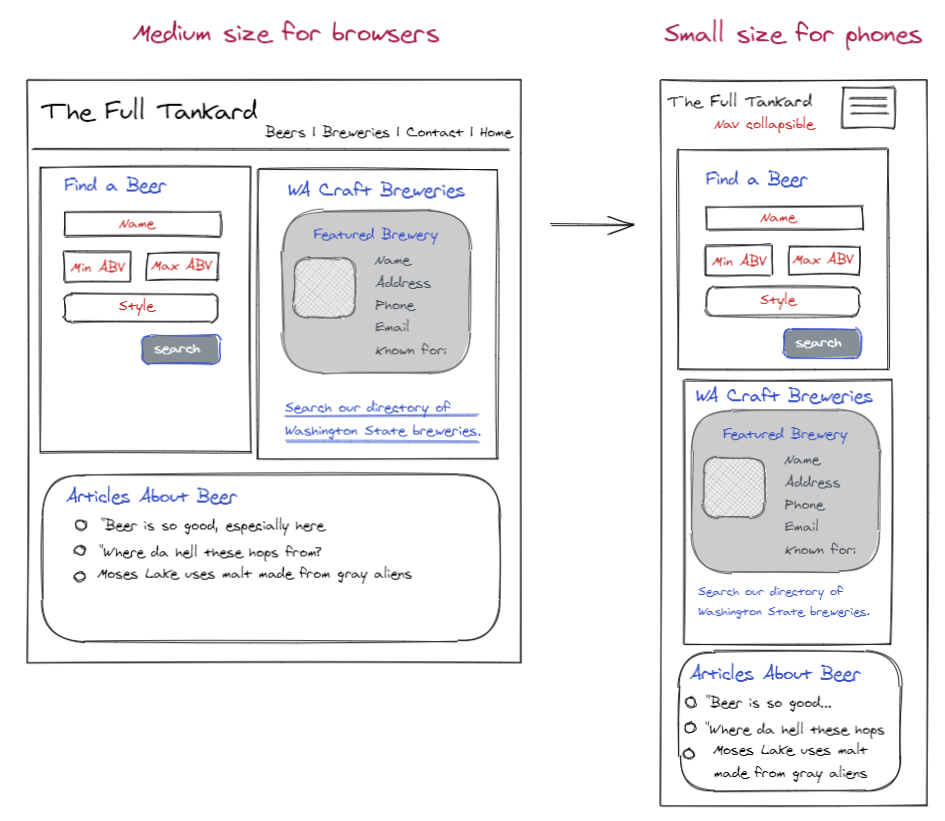 Medium size for browsers
The Full Tankard
Beers | Breweries | Contact | Home
Find a Beer
Name
Min ABV
Max ABV
Style
search
WA Craft Breweries
Featured Brewery
Name
Address
Phone
Email
Known for:
Search our directory of
Washington State breweries.
Articles About Beer
"Beer is so good, especially here
"Where da hell these hops from?
Moses Lake uses malt made from gray aliens
Small size for phones
The Full Tankard
Nav collapsible
Find a Beer
Name
Min ABV
Max ABV
Style
search
WA Craft Breweries
Featured Brewery
Name
Address
Phone
Email
Known for:
Search our directory of
Washington State breweries.
Articles About Beer
"Beer is so good...
"Where da hell these hops
Moses Lake uses malt
made from gray aliens